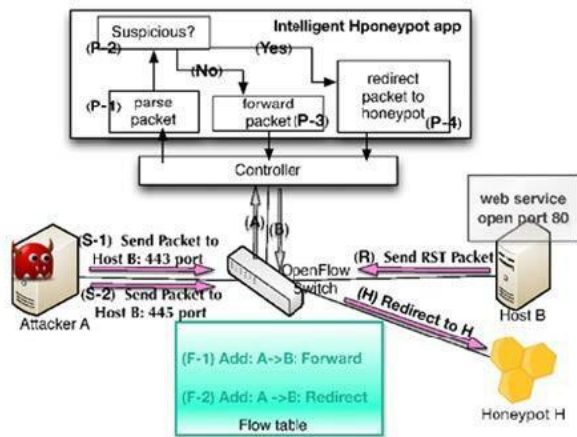 Intelligent Hponeypot app
Suspicious?
(P-2)
(Yes)
(No)
(P-1)
parse
packet
forward
packet(P-3)
redirect
packet to
honeypot
(P-4)
Controller
(A)
(B)
web service
open port 80
(S-1) Send Packet to
Host B: 443 port
(S-2) Send Packet to
Host B: 445 port
Attacker A
OpenFlow
Switch
(R) Send RST Packet
Host B
(H) Redirect to H
Honeypot H
(F-1) Add: A->B: Forward
(F-2) Add: A ->B: Redirect
Flow table